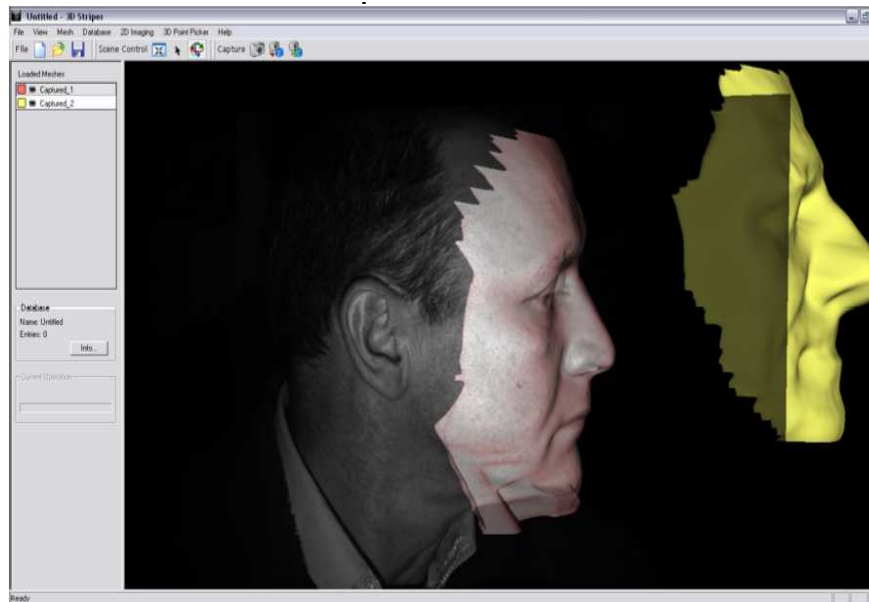 Untitled - 3D Striper
File View Mesh Database 2D Imaging 3D Point Picker Help
File Scene Control Capture
Loaded Meshes
Captured_1
Captured_2
Database
Name: Untitled
Entries: 0
Info...
Current Operation
Ready